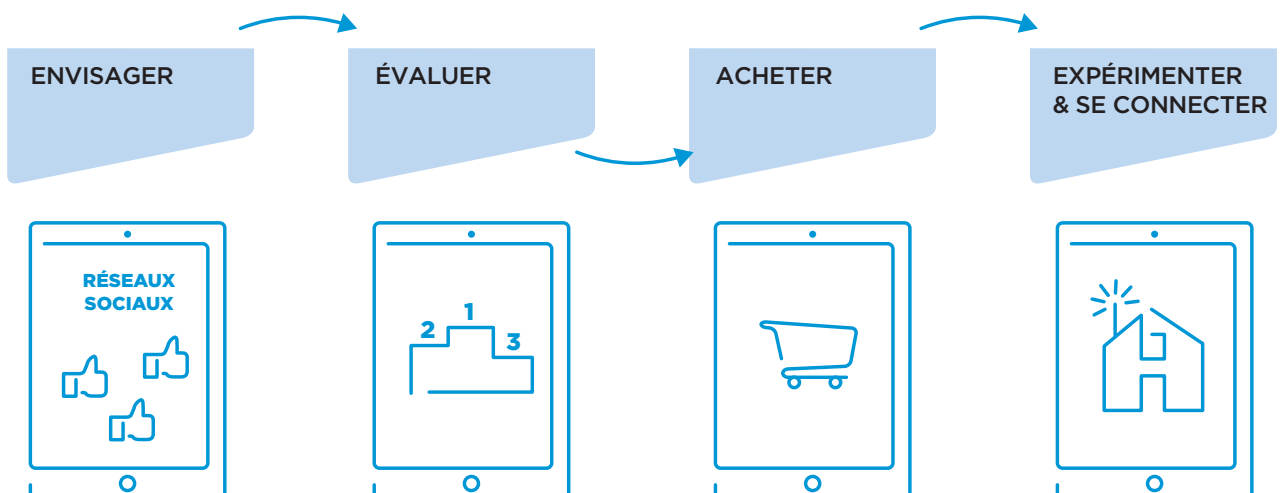 ENVISAGER
ÉVALUER
ACHETER
EXPÉRIMENTER
& SE CONNECTER
RÉSEAUX
SOCIAUX
1
2
3